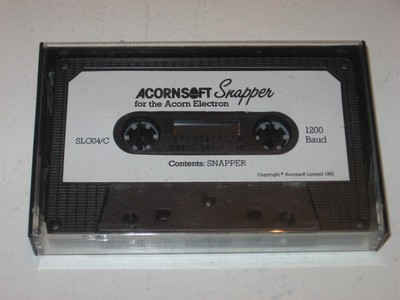 ACORNSOFT Snapper
for the Acorn Electron
SLG04/C
1200
Baud
Contents: SNAPPER
Copyright © Acornsoft Limited 1983